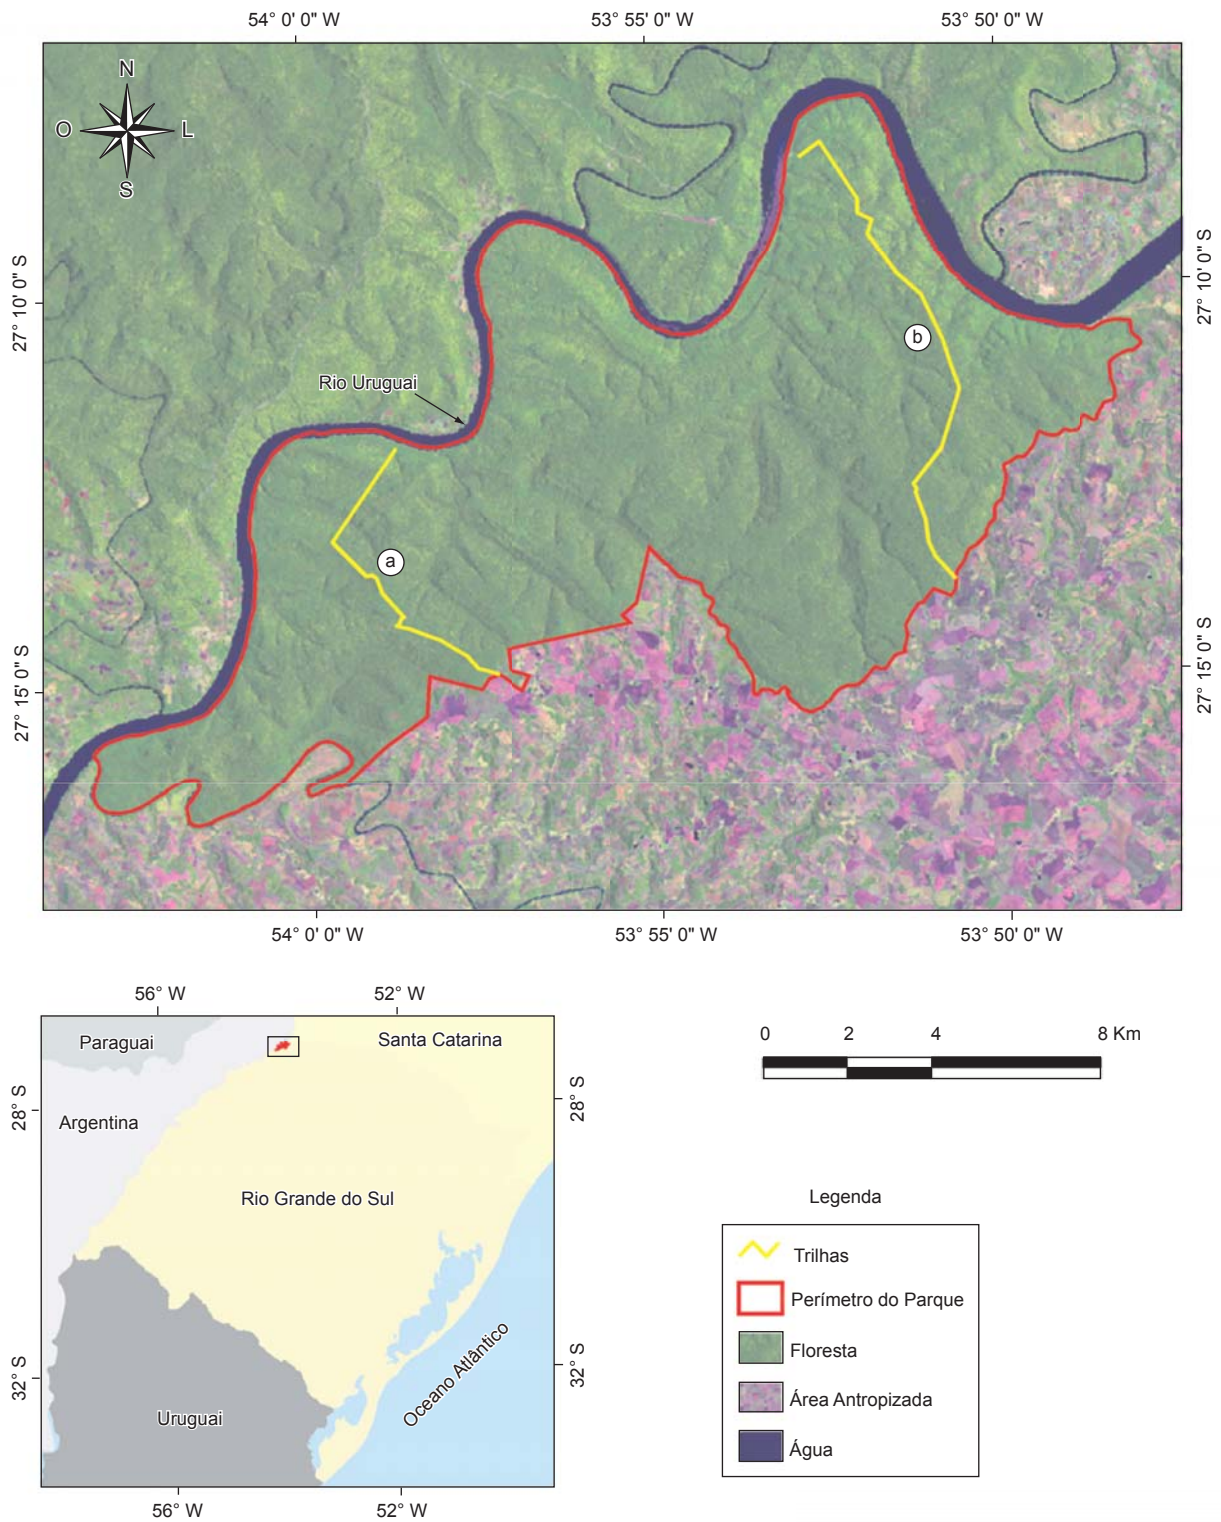 54° 0' 0" W
53° 55' 0" W
53° 50' 0" W
N
O
L
S
27° 10' 0" S
27° 10' 0" S
b
Rio Uruguai
a
27° 15' 0" S
27° 15' 0" S
54° 0' 0" W
53° 55' 0" W
53° 50' 0" W
56° W
52° W
Paraguai
Santa Catarina
28° S
28° S
Argentina
Rio Grande do Sul
Oceano Atlântico
32° S
32° S
Uruguai
56° W
52° W
0
2
4
8 Km
Legenda
Trilhas
Perímetro do Parque
Floresta
Área Antropizada
Água